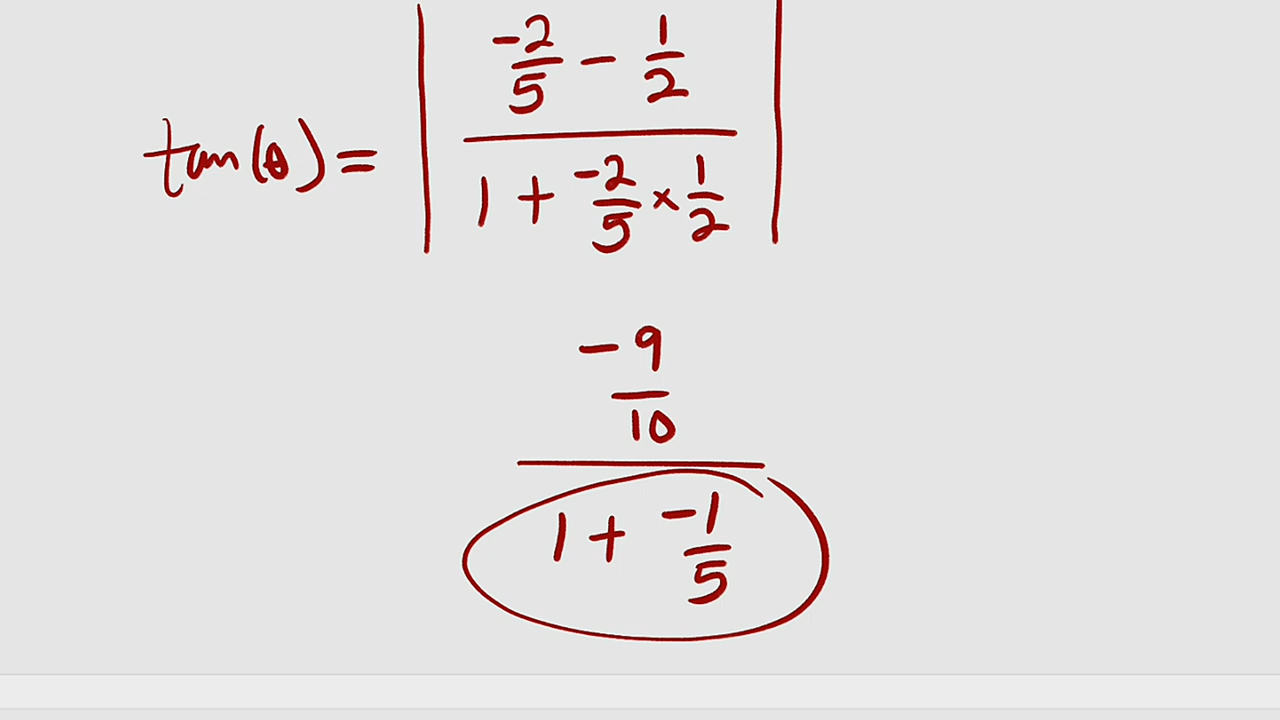 tan(θ) = | (-2/5 - 1/2) / (1 + -2/5 × 1/2) |
-9/10
1 + -1/5